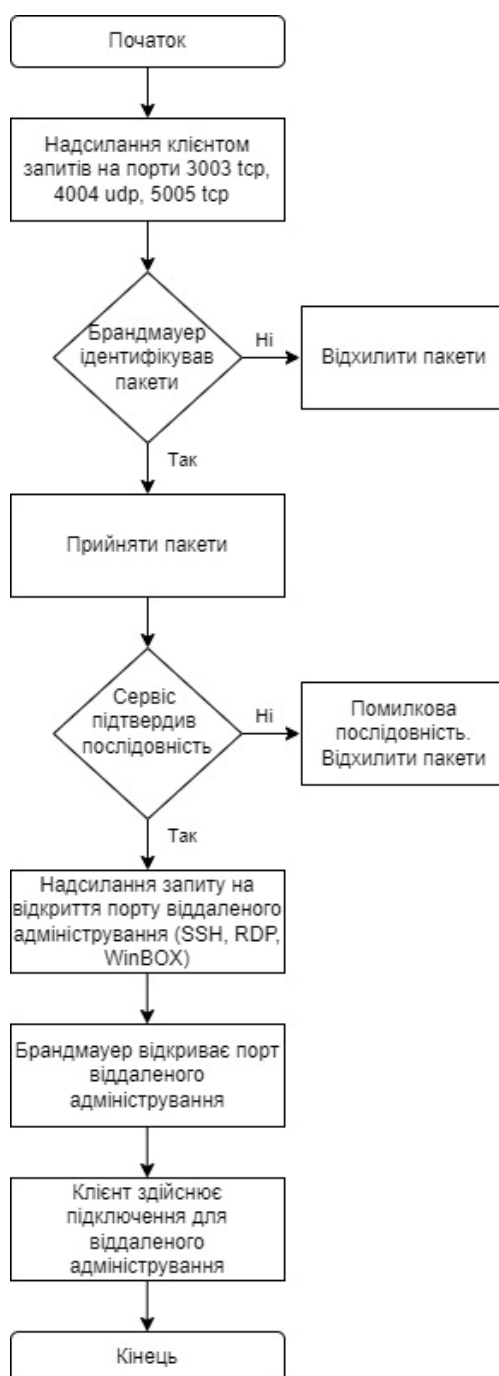 Початок
Надсилання клієнтом
запитів на порти 3003 tcp,
4004 udp, 5005 tcp
Брандмауер
ідентифікував
пакети
Ні
Відхилити пакети
Так
Прийняти пакети
Сервіс
підтвердив
послідовність
Ні
Помилкова
послідовність.
Відхилити пакети
Так
Надсилання запиту на
відкриття порту віддаленого
адміністрування (SSH, RDP,
WinBOX)
Брандмауер відкриває порт
віддаленого
адміністрування
Клієнт здійснює
підключення для
віддаленого
адміністрування
Кінець